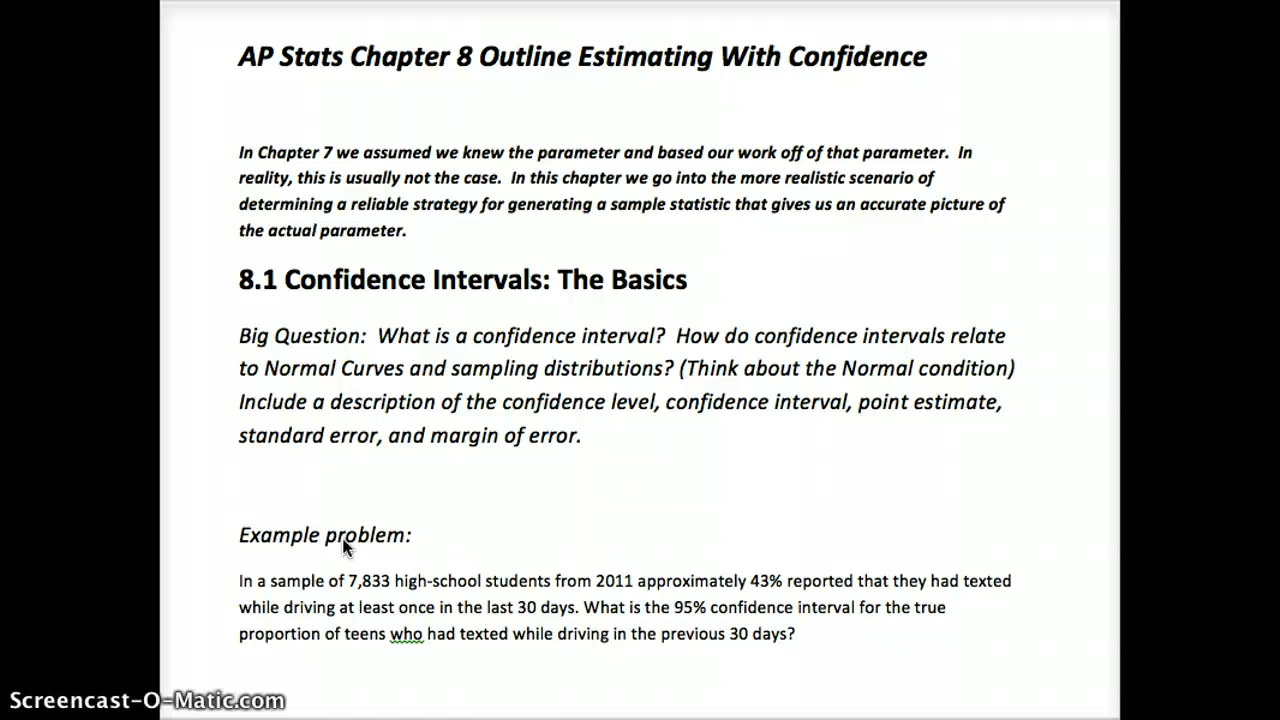 AP Stats Chapter 8 Outline Estimating With Confidence
In Chapter 7 we assumed we knew the parameter and based our work off of that parameter. In
reality, this is usually not the case. In this chapter we go into the more realistic scenario of
determining a reliable strategy for generating a sample statistic that gives us an accurate picture of
the actual parameter.
8.1 Confidence Intervals: The Basics
Big Question: What is a confidence interval? How do confidence intervals relate
to Normal Curves and sampling distributions? (Think about the Normal condition)
Include a description of the confidence level, confidence interval, point estimate,
standard error, and margin of error.
Example problem:
In a sample of 7,833 high-school students from 2011 approximately 43% reported that they had texted
while driving at least once in the last 30 days. What is the 95% confidence interval for the true
proportion of teens who had texted while driving in the previous 30 days?
Screencast-O-Matic.com